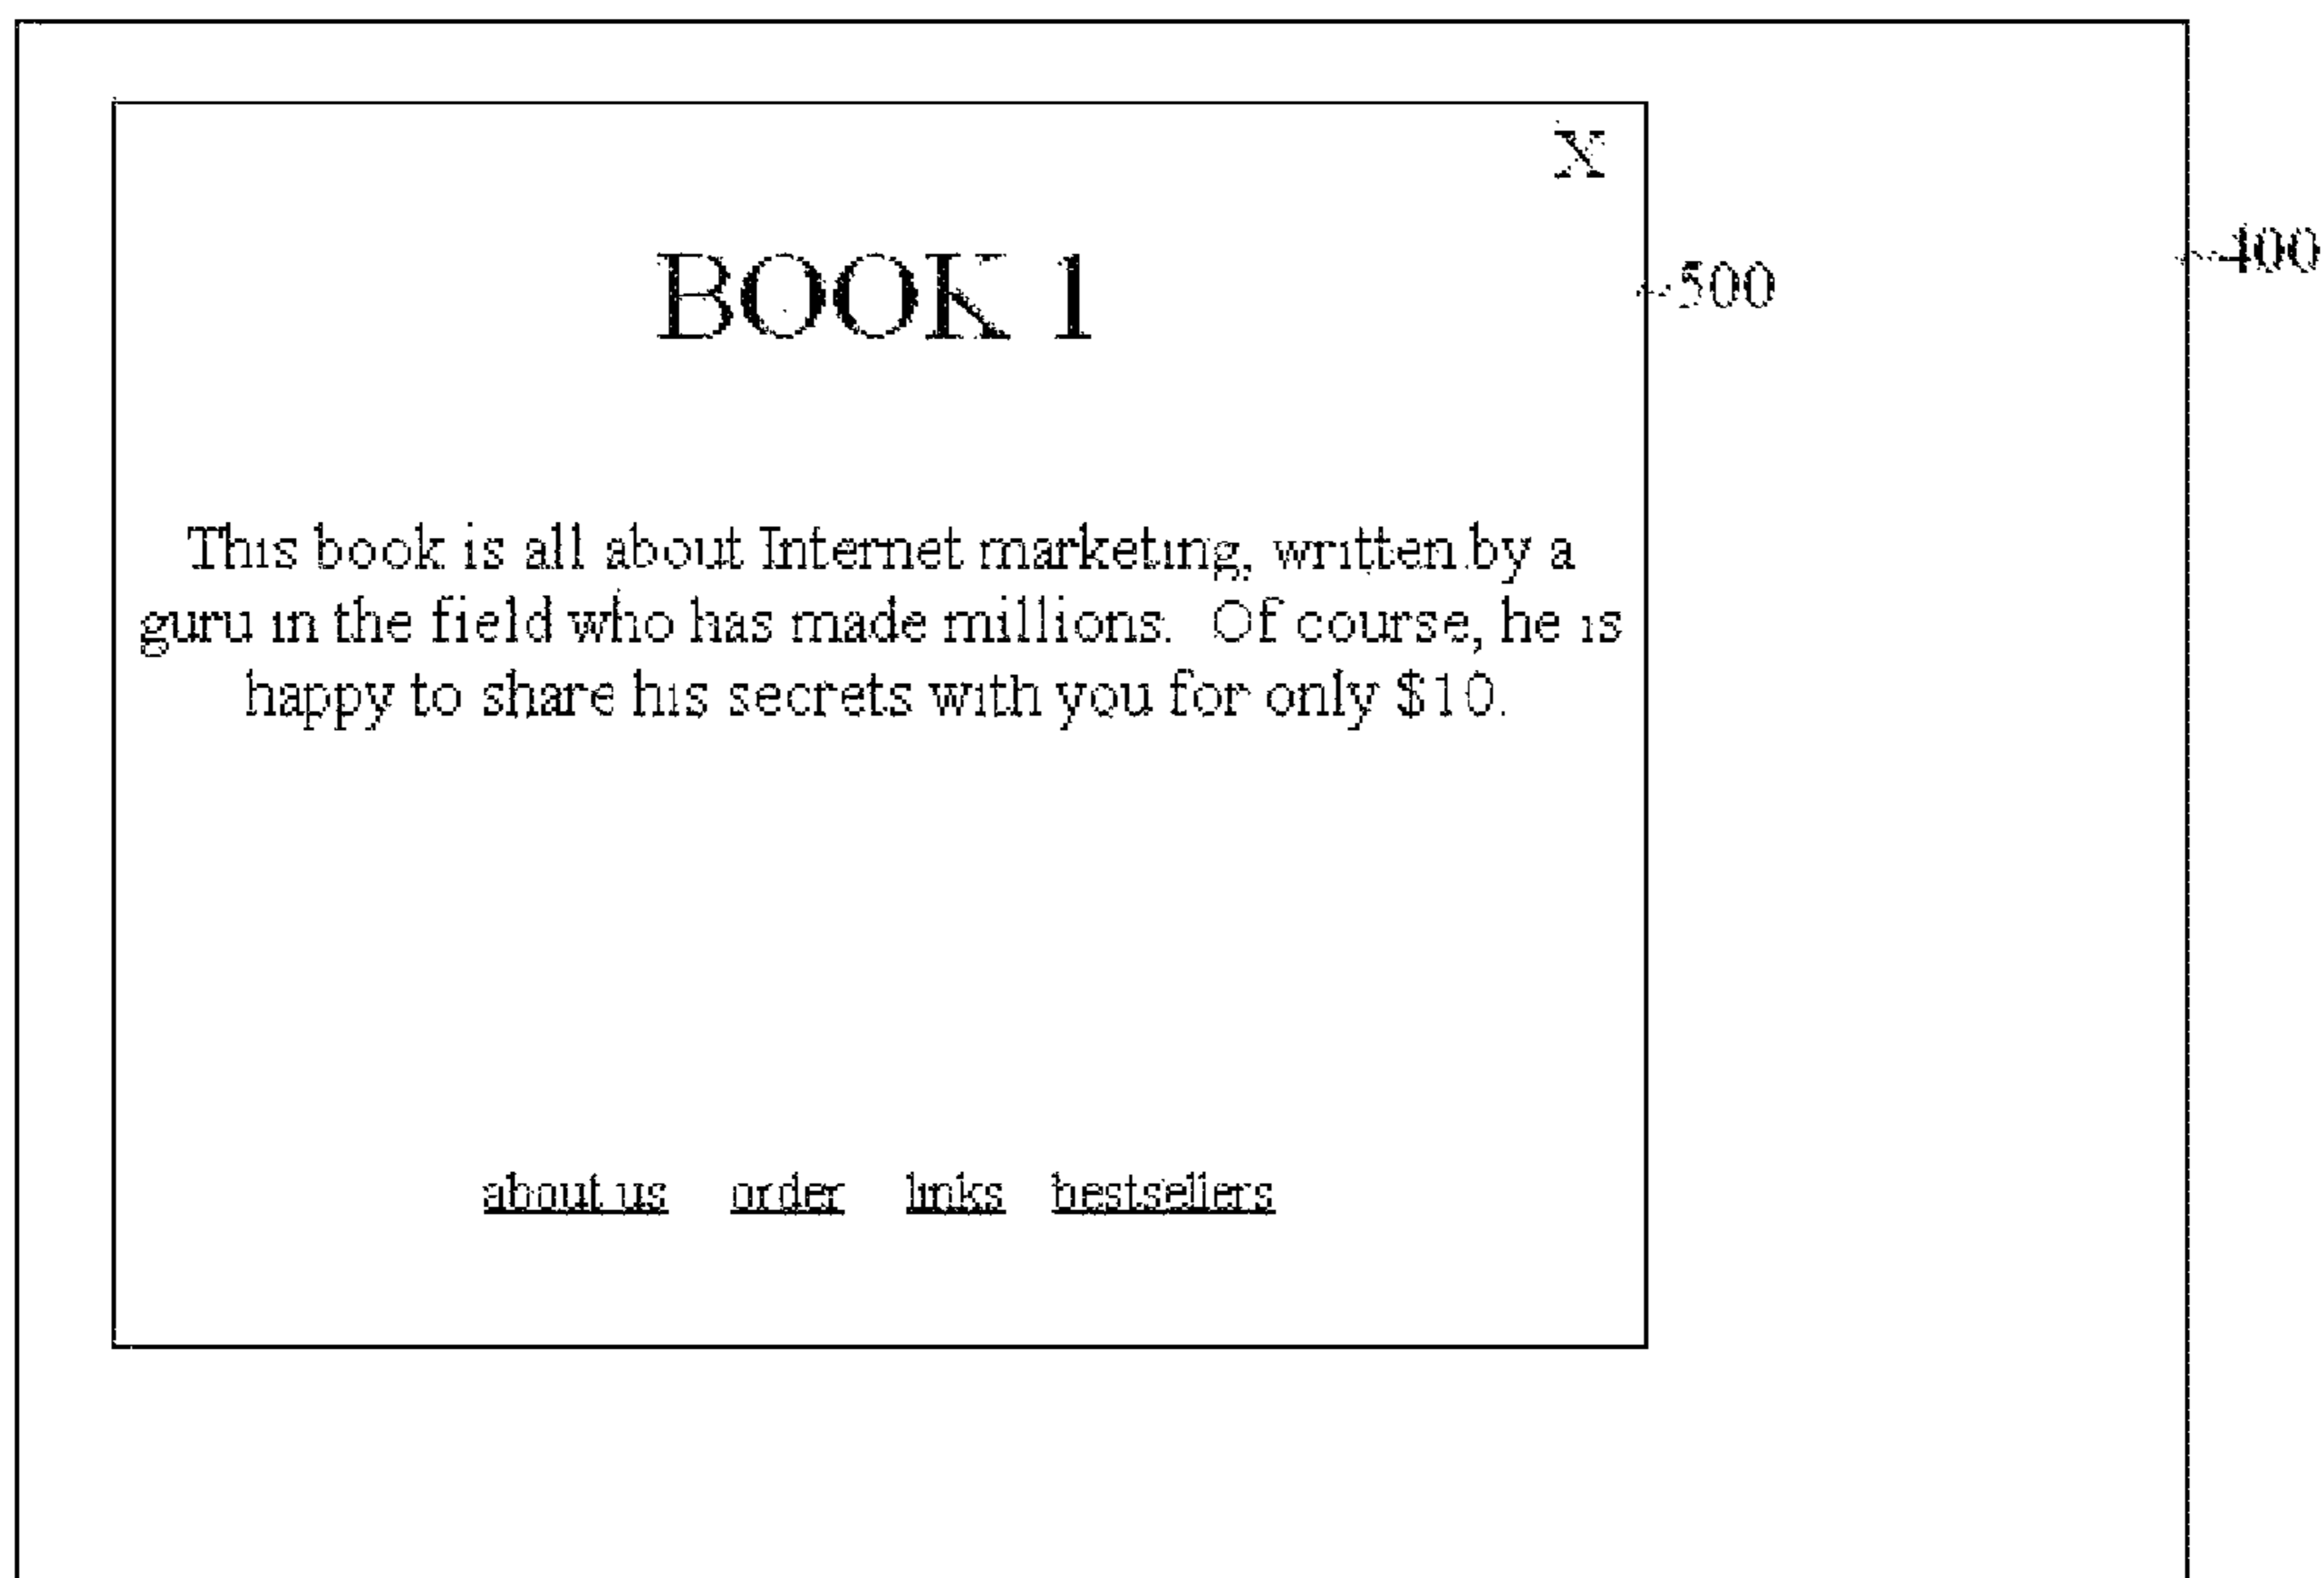 X
BOOK 1
500
400
This book is all about Internet marketing, written by a
guru in the field who has made millions. Of course, he is
happy to share his secrets with you for only $10.
about us order links bestsellers